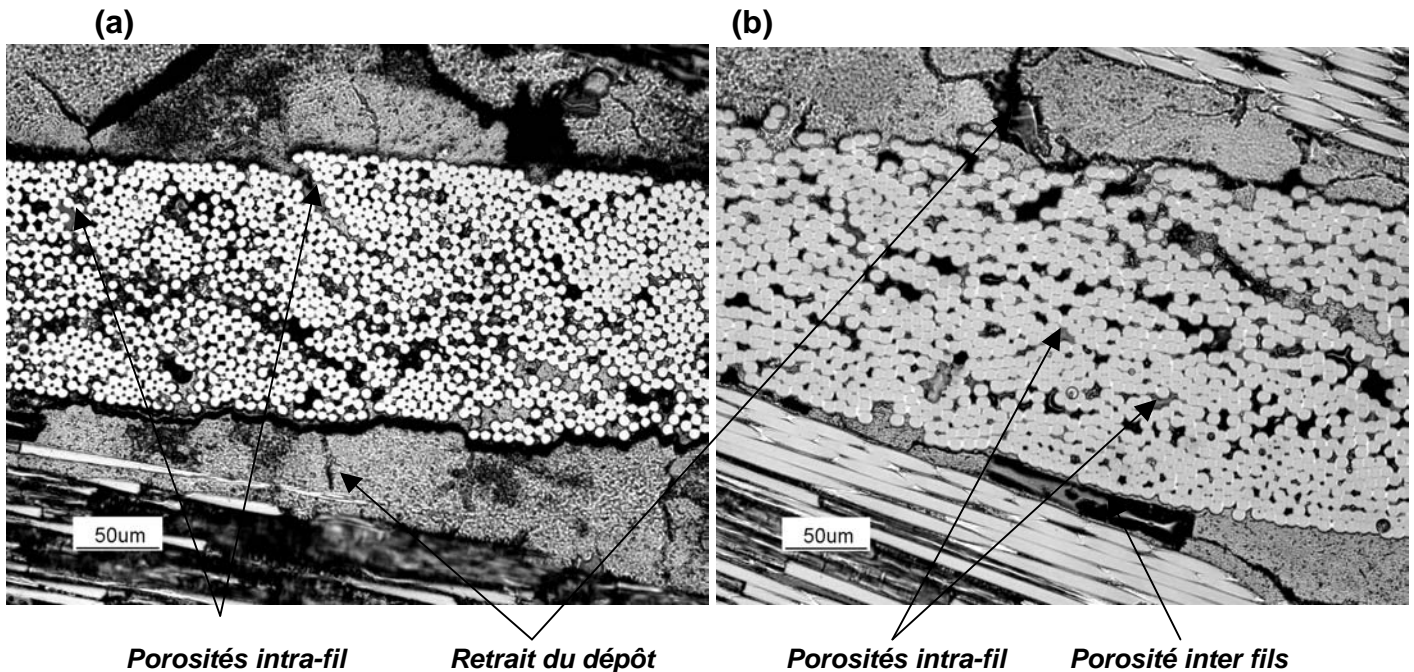 (a)
(b)
50um
50um
Porosités intra-fil
Retrait du dépôt
Porosités intra-fil
Porosité inter fils